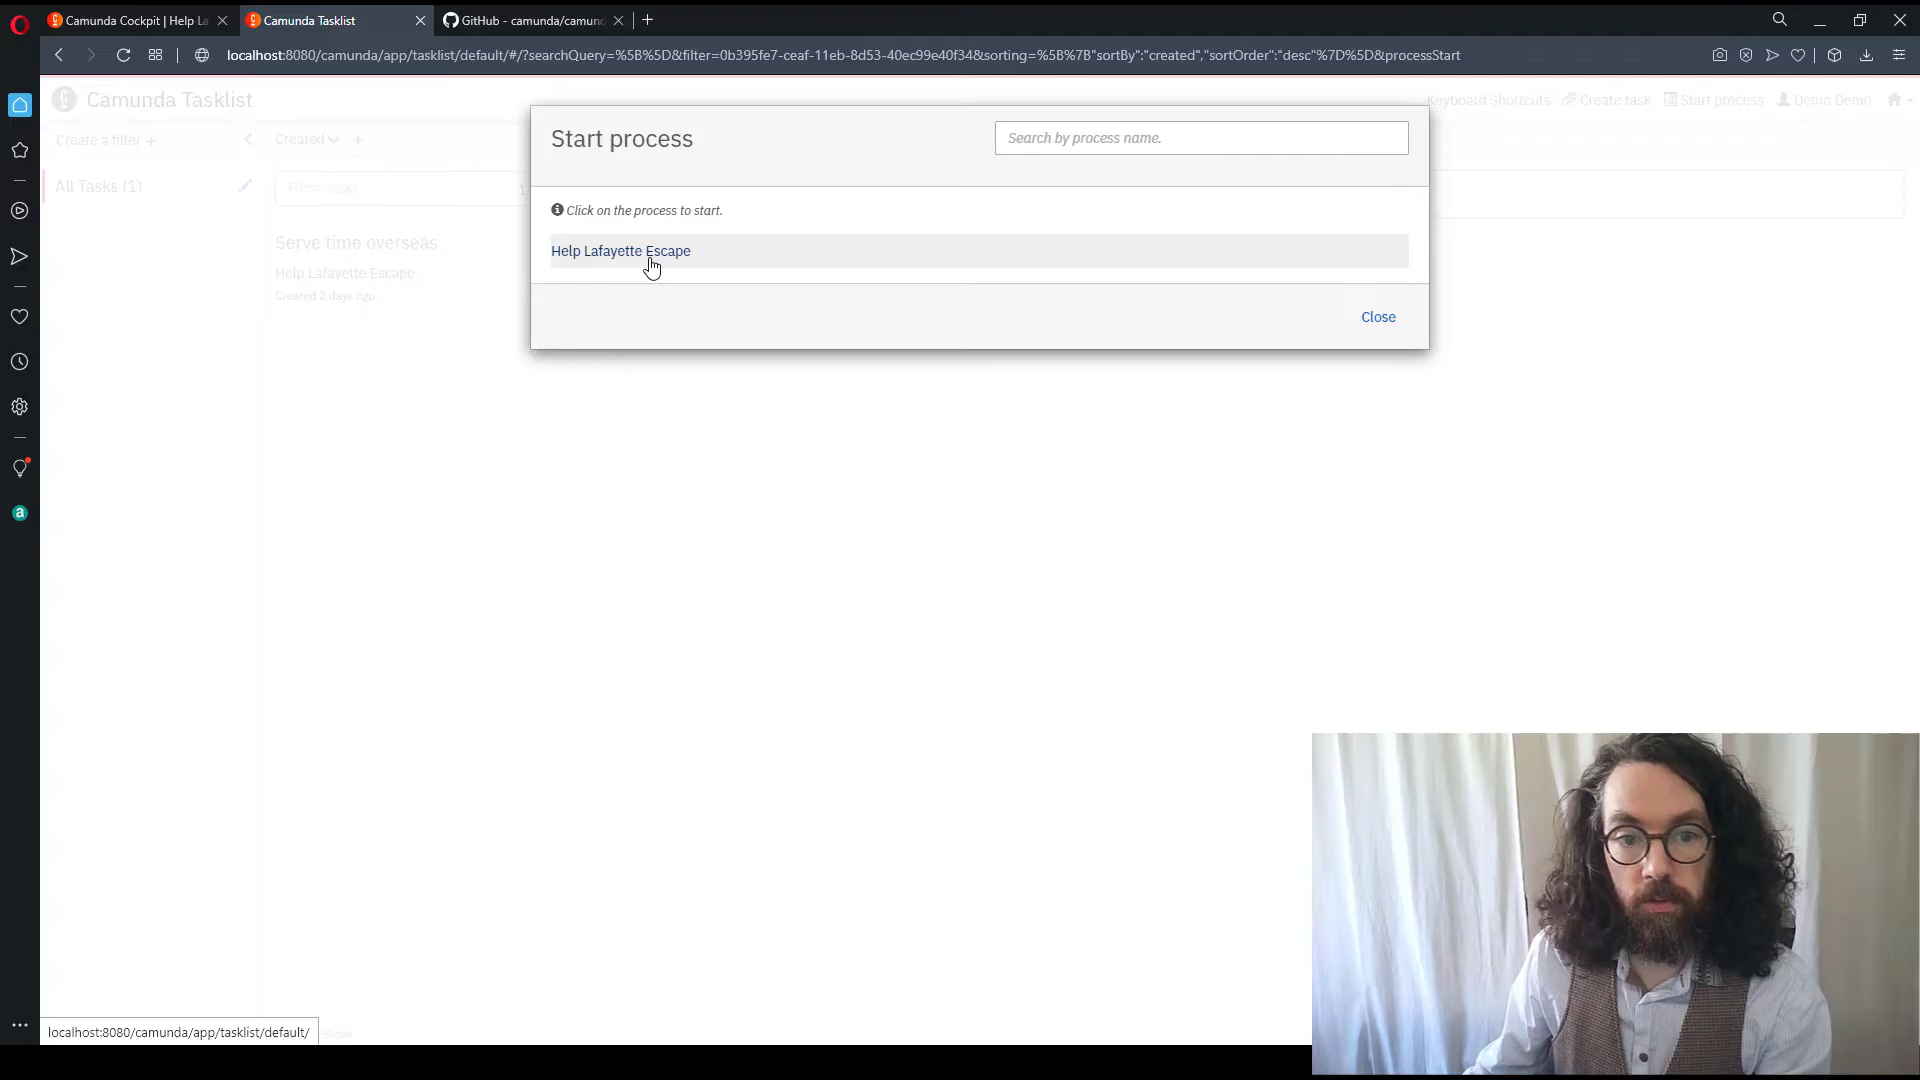 Camunda Cockpit | Help La
Camunda Tasklist
GitHub - camunda/camund
localhost:8080/camunda/app/tasklist/default/#/?searchQuery=%5B%5D&filter=0b395fe7-ceaf-11eb-8d53-40ec99e40f34&sorting=%5B%7B"sortBy":"created","sortOrder":"desc"%7D%5D&processStart
Camunda Tasklist
Keyboard Shortcuts
Create task
Start process
Demo Demo
Create a filter +
Created
All Tasks (1)
Filter tasks
Serve time overseas
Help Lafayette Escape
Created 2 days ago
Start process
Search by process name.
Click on the process to start.
Help Lafayette Escape
Close
localhost:8080/camunda/app/tasklist/default/